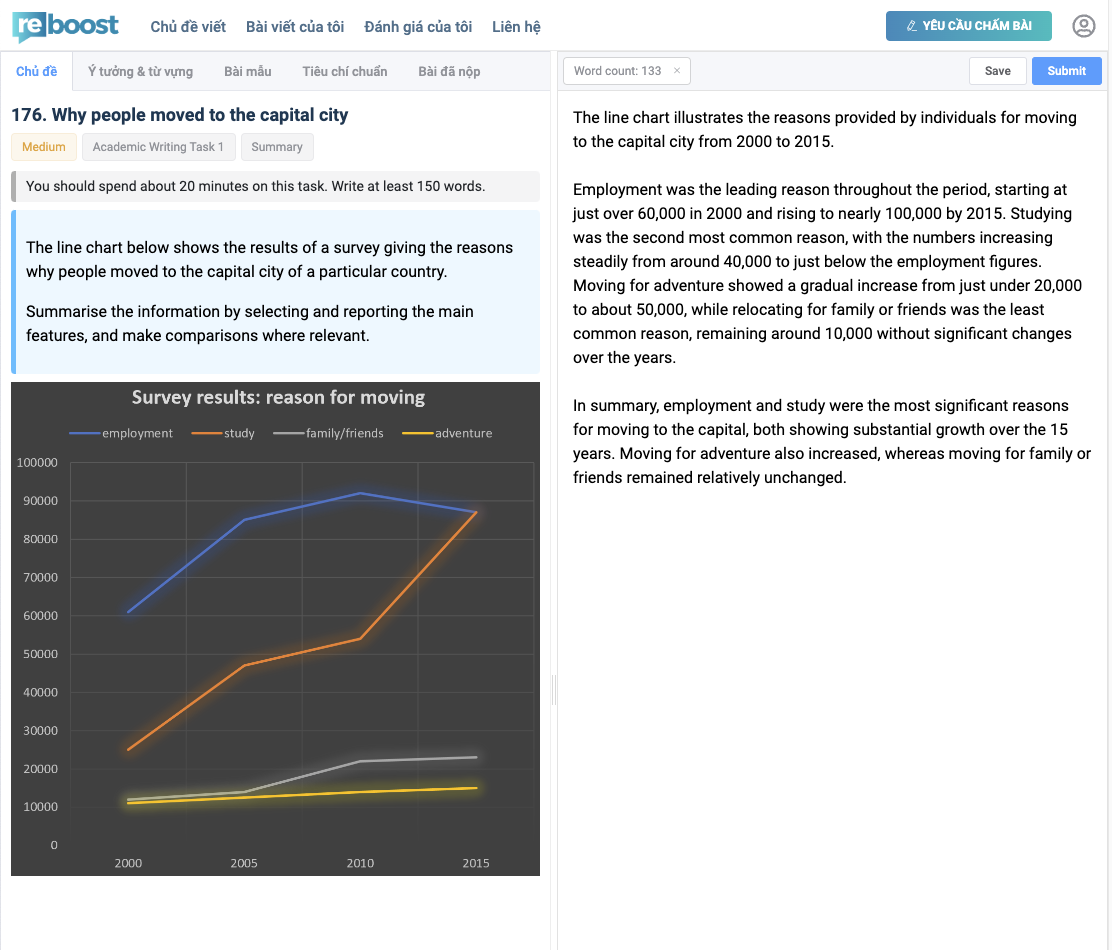 reboost
Chủ đề viết
Bài viết của tôi
Đánh giá của tôi
Liên hệ
YÊU CẦU CHẤM BÀI
Chủ đề
Ý tưởng & từ vựng
Bài mẫu
Tiêu chí chuẩn
Bài đã nộp
176. Why people moved to the capital city
Medium
Academic Writing Task 1
Summary
You should spend about 20 minutes on this task. Write at least 150 words.
The line chart below shows the results of a survey giving the reasons
why people moved to the capital city of a particular country.
Summarise the information by selecting and reporting the main
features, and make comparisons where relevant.
Survey results: reason for moving
employment
study
family/friends
adventure
100000
90000
80000
70000
60000
50000
40000
30000
20000
10000
0
2000
2005
2010
2015
Word count: 133 ×
Save
Submit
The line chart illustrates the reasons provided by individuals for moving
to the capital city from 2000 to 2015.
Employment was the leading reason throughout the period, starting at
just over 60,000 in 2000 and rising to nearly 100,000 by 2015. Studying
was the second most common reason, with the numbers increasing
steadily from around 40,000 to just below the employment figures.
Moving for adventure showed a gradual increase from just under 20,000
to about 50,000, while relocating for family or friends was the least
common reason, remaining around 10,000 without significant changes
over the years.
In summary, employment and study were the most significant reasons
for moving to the capital, both showing substantial growth over the 15
years. Moving for adventure also increased, whereas moving for family or
friends remained relatively unchanged.